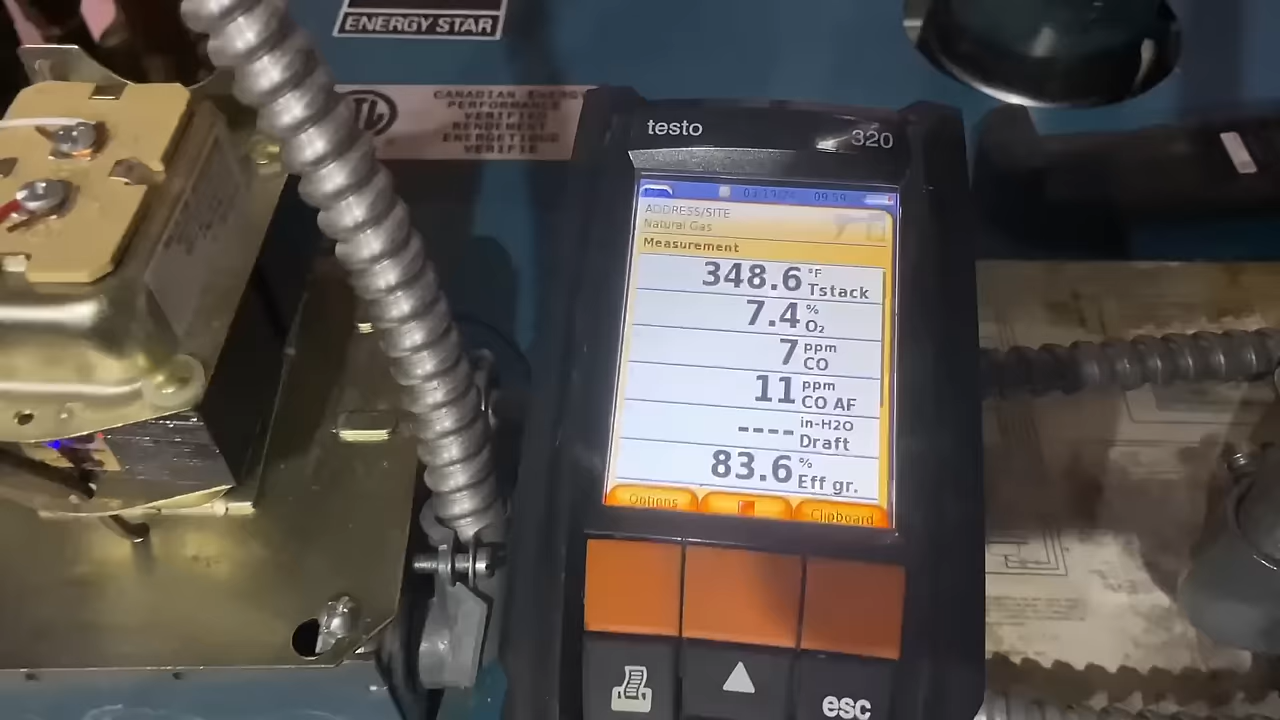 ENERGY STAR
CANADIAN ENERGY
PERFORMANCE
VERIFIED
RENDEMENT
ENERGETIQUE
VERIFIE
testo
320
09:59
ADDRESS/SITE
Natural Gas
Measurement
348.6 °F Tstack
7.4 % O₂
7 ppm CO
11 ppm CO AF
---- in-H2O Draft
83.6 % Eff gr.
Options
Clipboard
esc